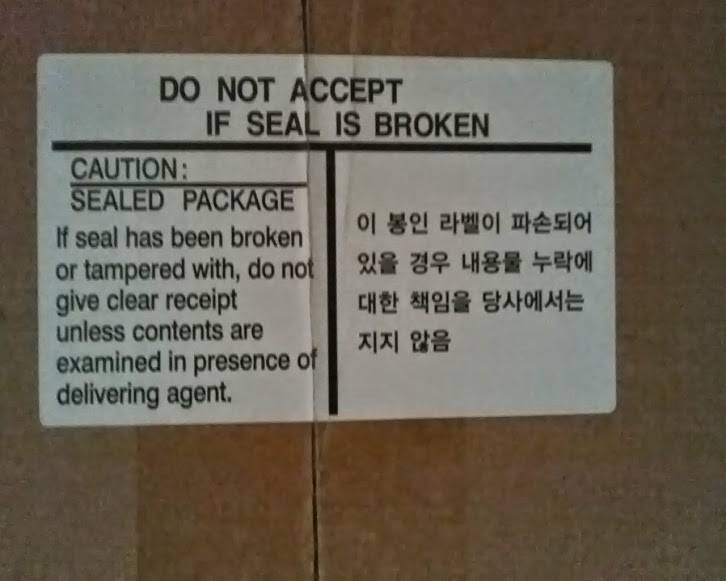 DO NOT ACCEPT
IF SEAL IS BROKEN
CAUTION:
SEALED PACKAGE
If seal has been broken
or tampered with, do not
give clear receipt
unless contents are
examined in presence of
delivering agent.
이 봉인 라벨이 파손되어
있을 경우 내용물 누락에
대한 책임을 당사에서는
지지 않음